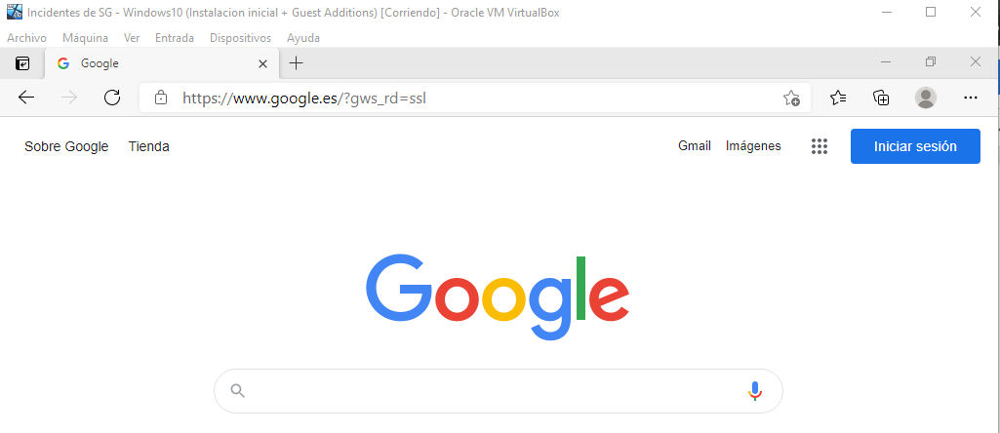 Incidentes de SG - Windows10 (Instalacion inicial + Guest Additions) [Corriendo] - Oracle VM VirtualBox
Archivo Máquina Ver Entrada Dispositivos Ayuda
Google
https://www.google.es/?gws_rd=ssl
Sobre Google Tienda Gmail Imágenes Iniciar sesión
Google